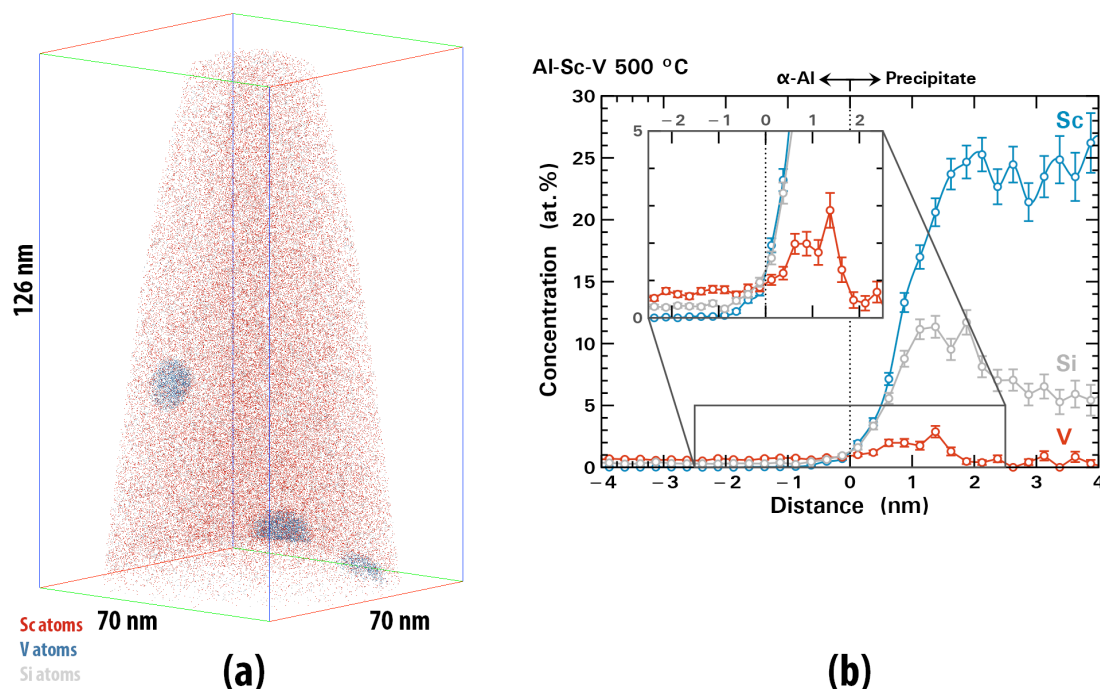 126 nm
70 nm
70 nm
Sc atoms
V atoms
Si atoms
(a)
Al-Sc-V 500 °C
α-Al
Precipitate
30
25
20
15
10
5
0
Concentration (at.%)
−4
−3
−2
−1
0
1
2
3
4
Distance (nm)
Sc
Si
V
−2
−1
0
1
2
5
0
(b)